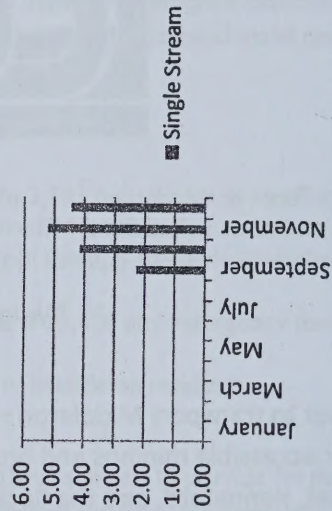 6.00
5.00
4.00
3.00
2.00
1.00
0.00
January
March
May
July
September
November
Single Stream